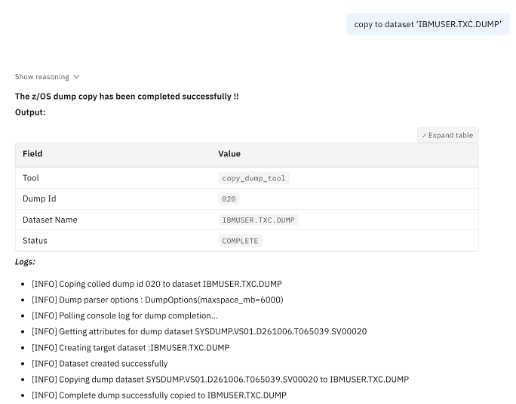 copy to dataset ‘IBMUSER.TXC.DUMP’
Show reasoning
The z/OS dump copy has been completed successfully !!
Output:
Expand table
Field Value
Tool copy_dump_tool
Dump Id 020
Dataset Name IBMUSER.TXC.DUMP
Status COMPLETE
Logs:
[INFO] Coping colled dump id 020 to dataset IBMUSER.TXC.DUMP
[INFO] Dump parser options : DumpOptions(maxspace_mb=6000)
[INFO] Polling console log for dump completion...
[INFO] Getting attributes for dump dataset SYSDUMP.VS01.D261006.T065039.SV00020
[INFO] Creating target dataset :IBMUSER.TXC.DUMP
[INFO] Dataset created successfully
[INFO] Copying dump dataset SYSDUMP.VS01.D261006.T065039.SV00020 to IBMUSER.TXC.DUMP
[INFO] Complete dump successfully copied to IBMUSER.TXC.DUMP